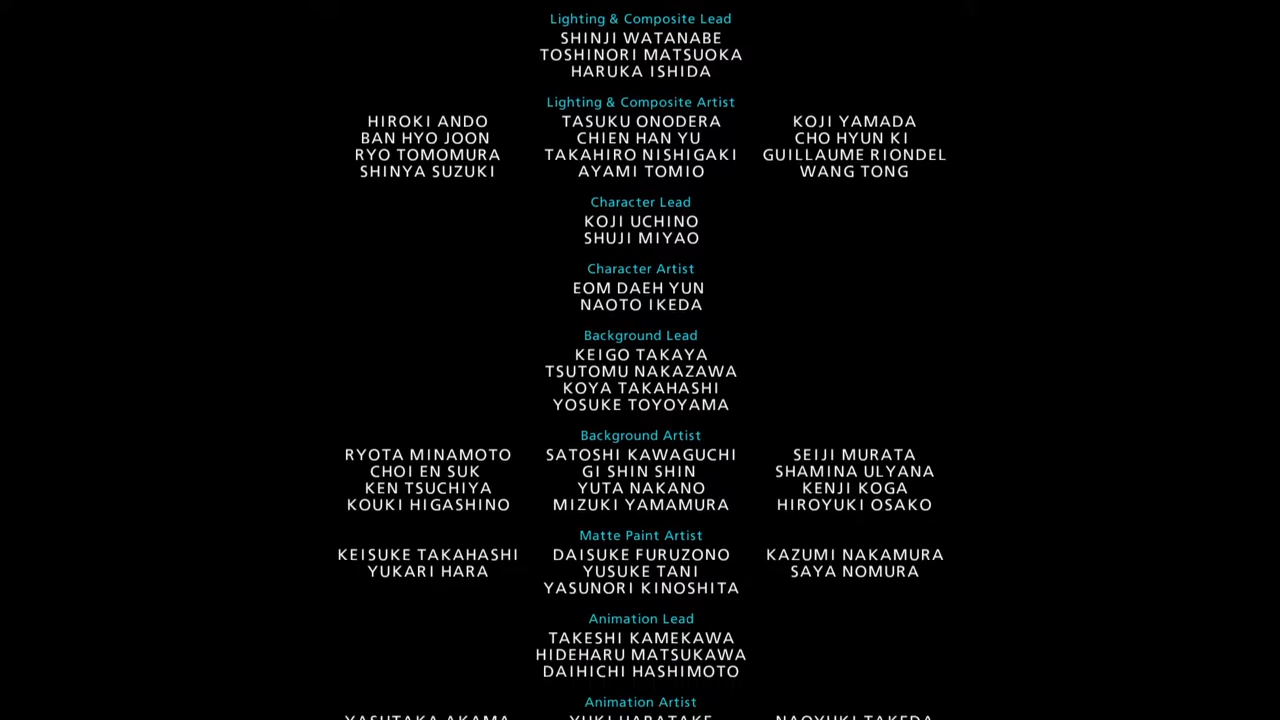 Lighting & Composite Lead
SHINJI WATANABE
TOSHINORI MATSUOKA
HARUKA ISHIDA
Lighting & Composite Artist
HIROKI ANDO TASUKU ONODERA KOJI YAMADA
BAN HYO JOON CHIEN HAN YU CHO HYUN KI
RYO TOMOMURA TAKAHIRO NISHIGAKI GUILLAUME RIONDEL
SHINYA SUZUKI AYAMI TOMIO WANG TONG
Character Lead
KOJI UCHINO
SHUJI MIYAO
Character Artist
EOM DAEH YUN
NAOTO IKEDA
Background Lead
KEIGO TAKAYA
TSUTOMU NAKAZAWA
KOYA TAKAHASHI
YOSUKE TOYOYAMA
Background Artist
RYOTA MINAMOTO SATOSHI KAWAGUCHI SEIJI MURATA
CHOI EN SUK GI SHIN SHIN SHAMINA ULYANA
KEN TSUCHIYA YUTA NAKANO KENJI KOGA
KOUKI HIGASHINO MIZUKI YAMAMURA HIROYUKI OSAKO
Matte Paint Artist
KEISUKE TAKAHASHI DAISUKE FURUZONO KAZUMI NAKAMURA
YUKARI HARA YUSUKE TANI SAYA NOMURA
YASUNORI KINOSHITA
Animation Lead
TAKESHI KAMEKAWA
HIDEHARU MATSUKAWA
DAIHICHI HASHIMOTO
Animation Artist
YASUTAKA AKAMA YUKI HARATAKE NAOYUKI TAKEDA